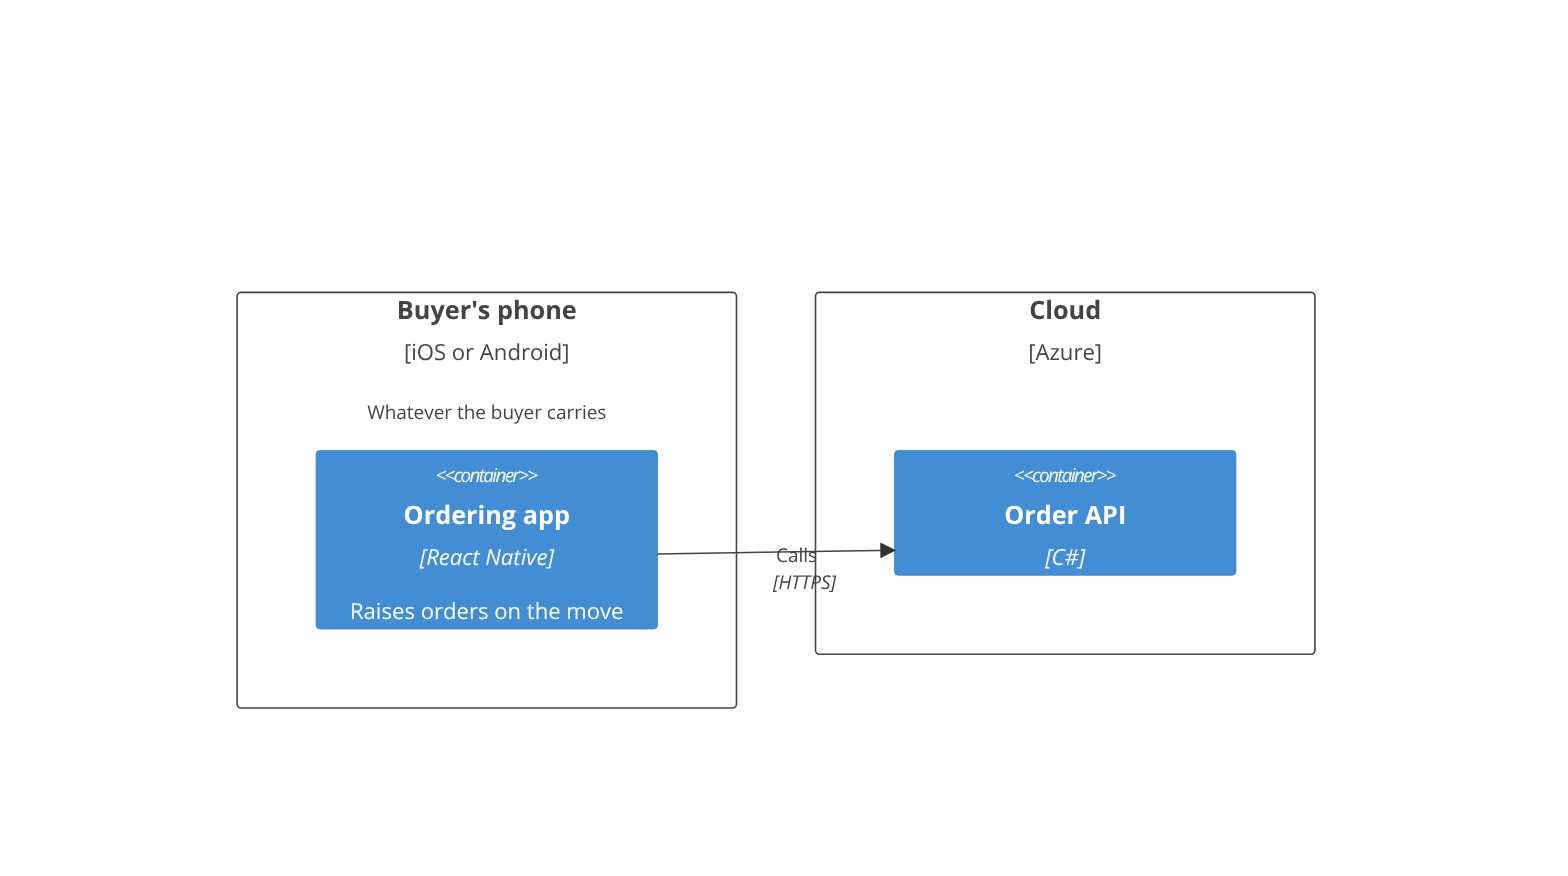 Buyer's phone
[iOS or Android]
Whatever the buyer carries
<<container>>
Ordering app
[React Native]
Raises orders on the move
Calls
[HTTPS]
Cloud
[Azure]
<<container>>
Order API
[C#]